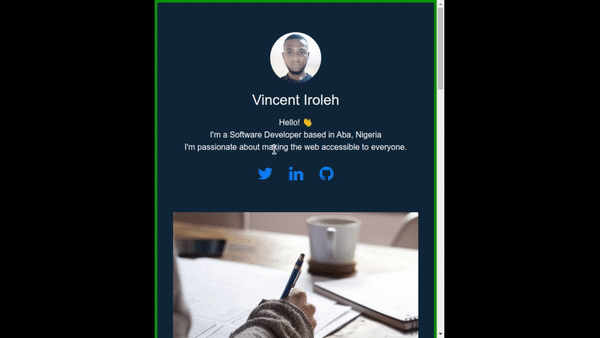 Vincent Iroleh
Hello! 👋
I'm a Software Developer based in Aba, Nigeria
I'm passionate about making the web accessible to everyone.